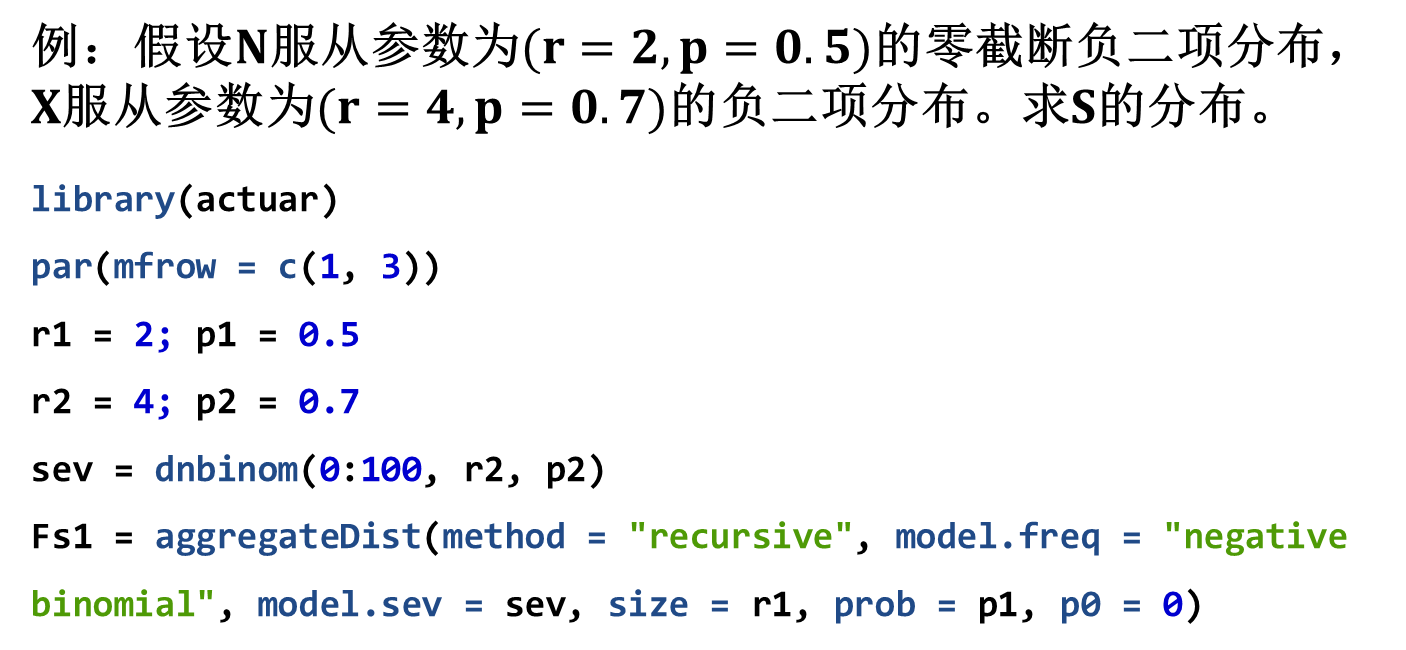 例：假设N服从参数为(r = 2, p = 0.5)的零截断负二项分布，
X服从参数为(r = 4, p = 0.7)的负二项分布。求S的分布。
library(actuar)
par(mfrow = c(1, 3))
r1 = 2; p1 = 0.5
r2 = 4; p2 = 0.7
sev = dnbinom(0:100, r2, p2)
Fs1 = aggregateDist(method = "recursive", model.freq = "negative
binomial", model.sev = sev, size = r1, prob = p1, p0 = 0)